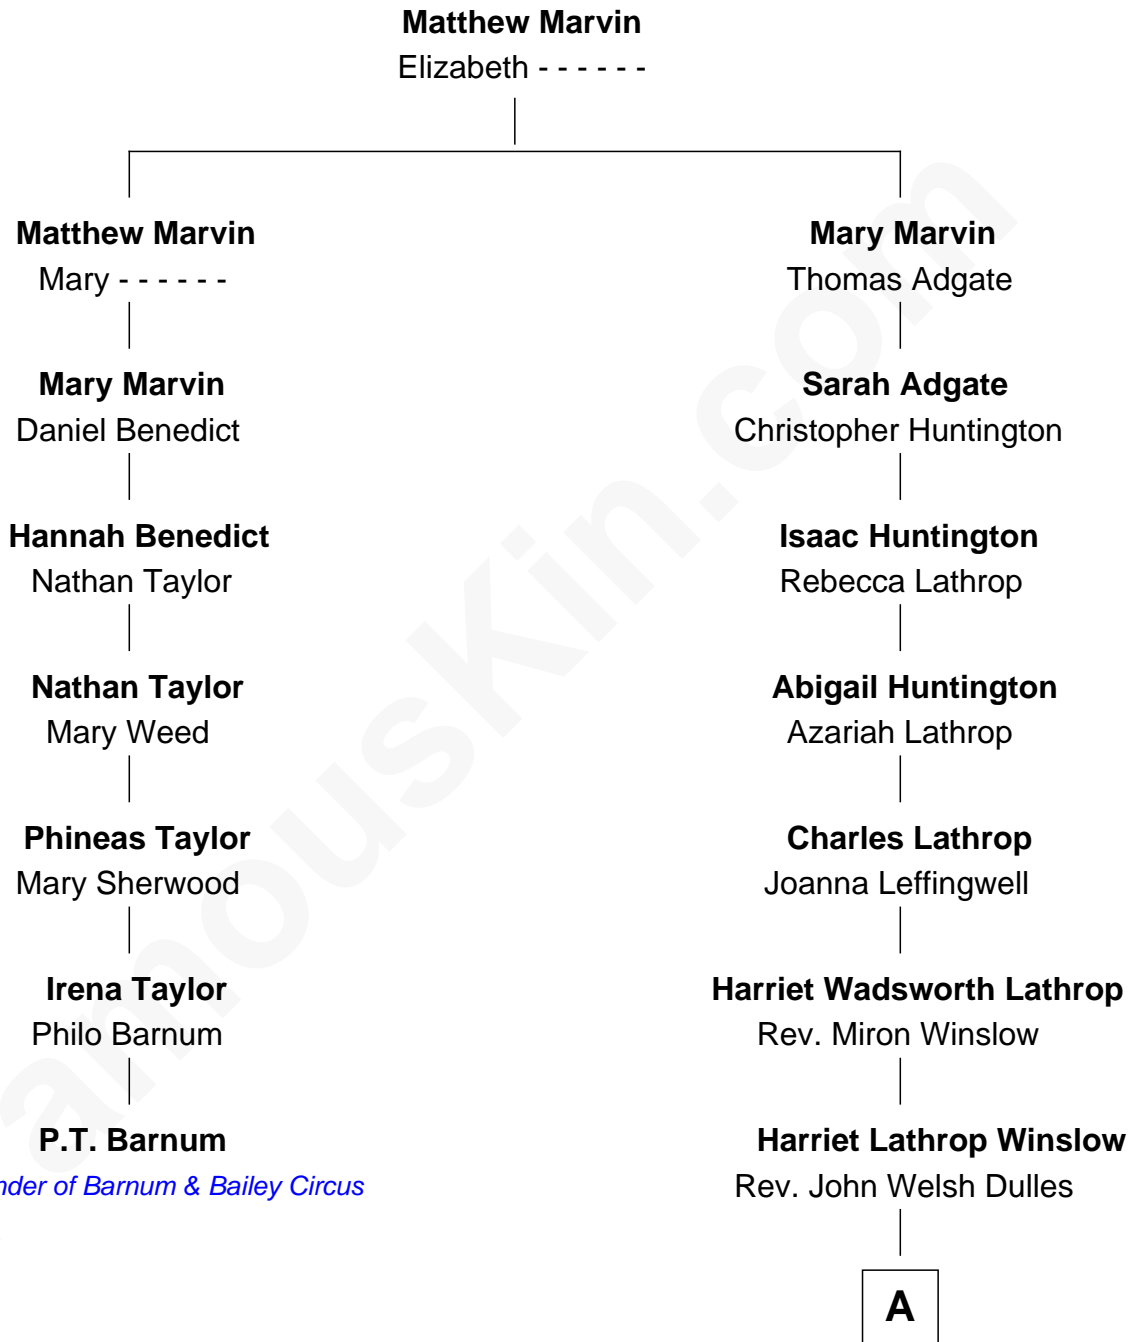 Matthew Marvin
Elizabeth - - - - - -
Matthew Marvin
Mary - - - - - -
Mary Marvin
Daniel Benedict
Hannah Benedict
Nathan Taylor
Nathan Taylor
Mary Weed
Phineas Taylor
Mary Sherwood
Irena Taylor
Philo Barnum
P.T. Barnum
nder of Barnum & Bailey Circus
Mary Marvin
Thomas Adgate
Sarah Adgate
Christopher Huntington
Isaac Huntington
Rebecca Lathrop
Abigail Huntington
Azariah Lathrop
Charles Lathrop
Joanna Leffingwell
Harriet Wadsworth Lathrop
Rev. Miron Winslow
Harriet Lathrop Winslow
Rev. John Welsh Dulles
A
amouskin.com